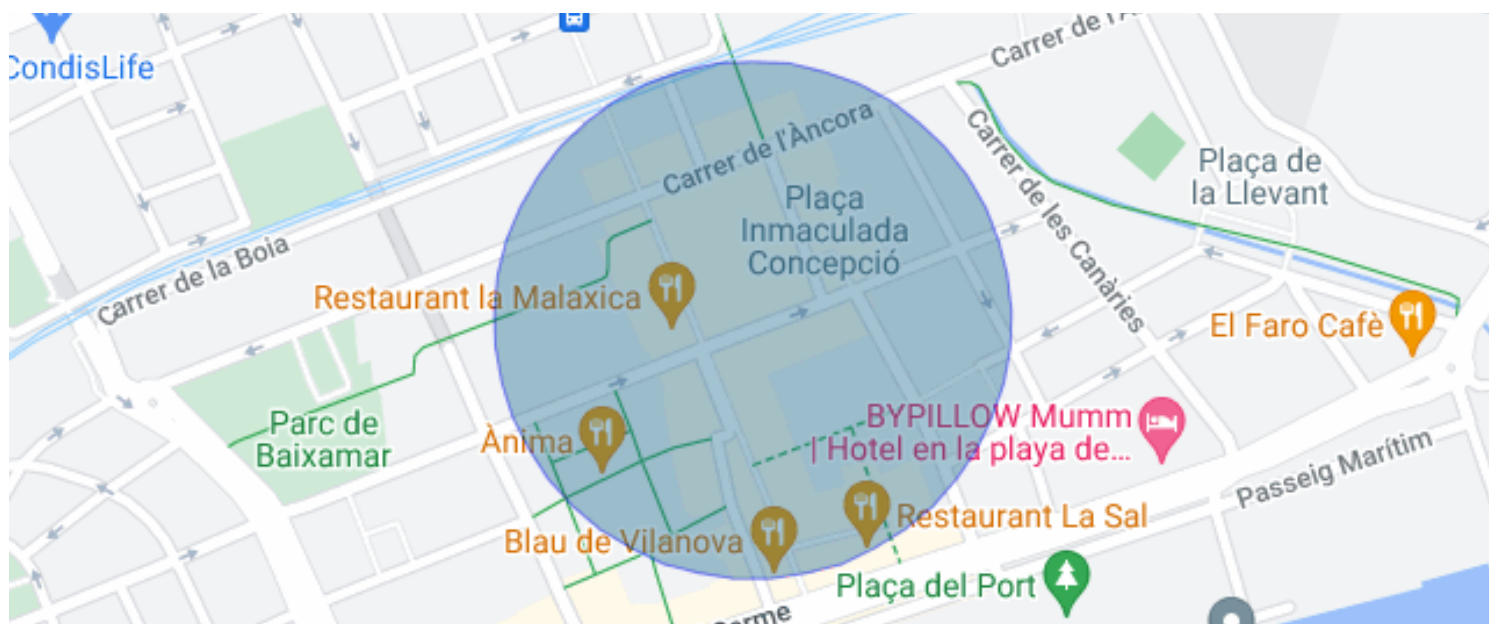 CondisLife
Carrer de l'À
Carrer de l'Àncora
Carrer de les Canàries
Plaça de
la Llevant
Plaça
Inmaculada
Concepció
Carrer de la Boia
Restaurant la Malaxica
El Faro Cafè
Parc de
Baixamar
Ànima
BYPILLOW Mumm
| Hotel en la playa de...
Passeig Marítim
Restaurant La Sal
Blau de Vilanova
Plaça del Port
Carme